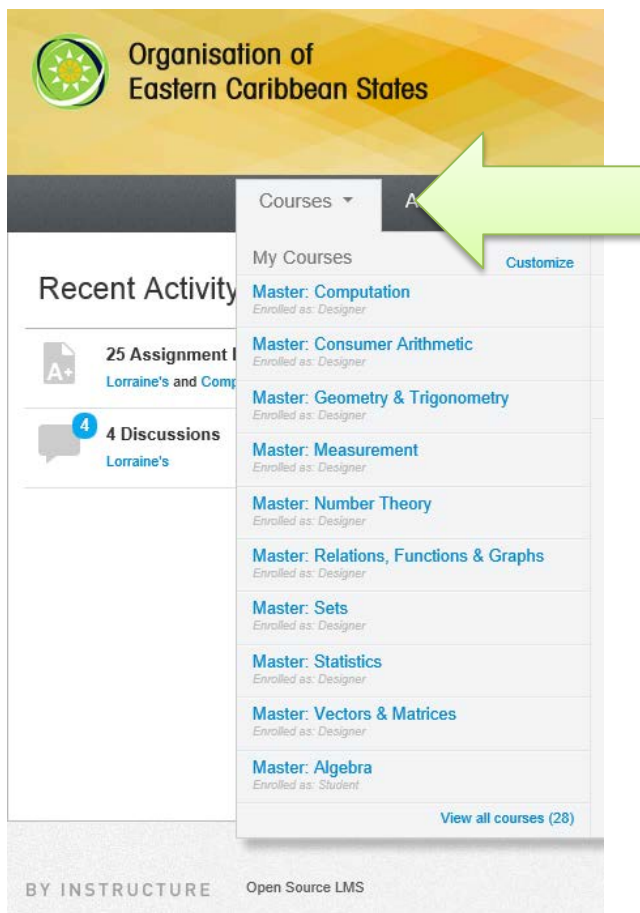 Organisation of
Eastern Caribbean States
Courses
A
My Courses
Customize
Recent Activity
Master: Computation
Enrolled as: Designer
25 Assignment
Lorraine's and Comp
Master: Consumer Arithmetic
Enrolled as: Designer
A+
Master: Geometry & Trigonometry
Enrolled as: Designer
4
4 Discussions
Lorraine's
Master: Measurement
Enrolled as: Designer
Master: Number Theory
Enrolled as: Designer
Master: Relations, Functions & Graphs
Enrolled as: Designer
Master: Sets
Enrolled as: Designer
Master: Statistics
Enrolled as: Designer
Master: Vectors & Matrices
Enrolled as: Designer
Master: Algebra
Enrolled as: Student
View all courses (28)
BY INSTRUCTURE
Open Source LMS